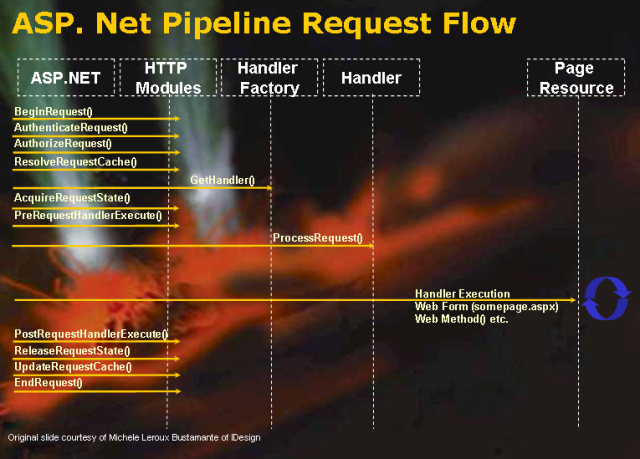 ASP. Net Pipeline Request Flow
ASP.NET
HTTP
Modules
Handler
Factory
Handler
Page
Resource
BeginRequest()
AuthenticateRequest()
AuthorizeRequest()
ResolveRequestCache()
GetHandler()
AcquireRequestState()
PreRequestHandlerExecute()
ProcessRequest()
Handler Execution
Web Form (somepage.aspx)
Web Method() etc.
PostRequestHandlerExecute()
ReleaseRequestState()
UpdateRequestCache()
EndRequest()
Original slide courtesy of Michele Leroux Bustamante of IDesign